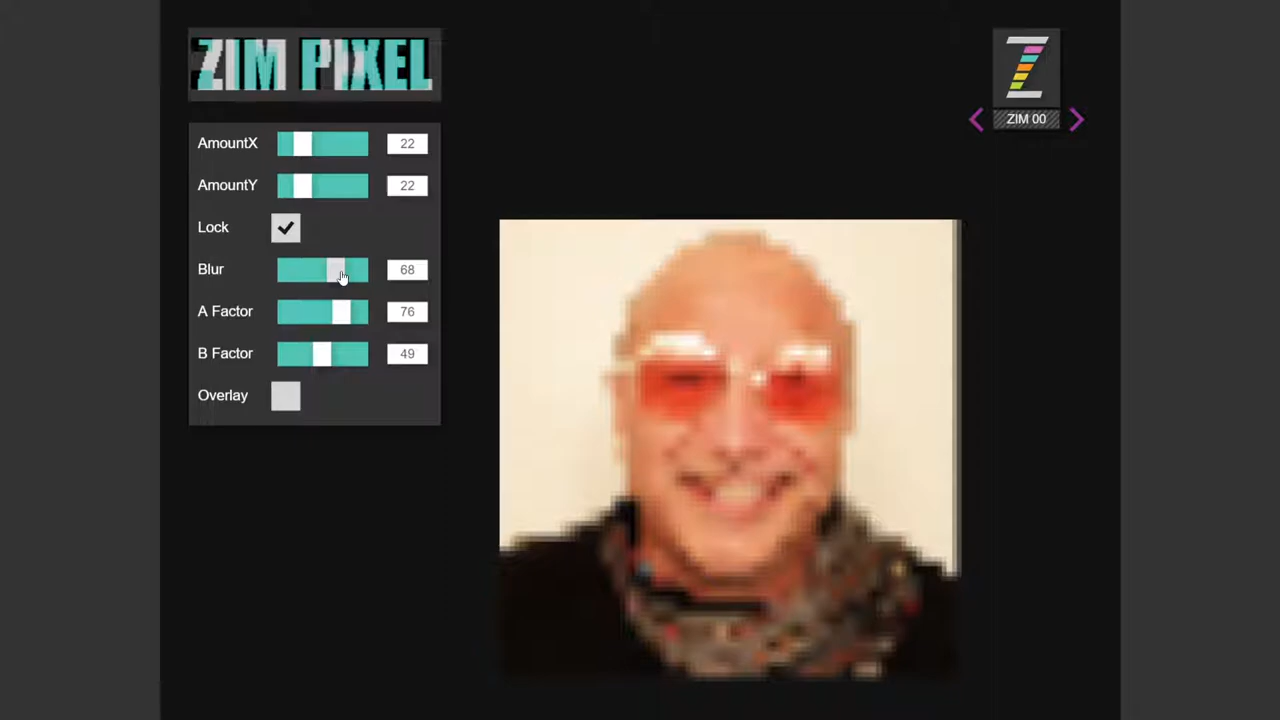 ZIM PIXEL
ZIM 00
AmountX 22
AmountY 22
Lock
Blur 68
A Factor 76
B Factor 49
Overlay